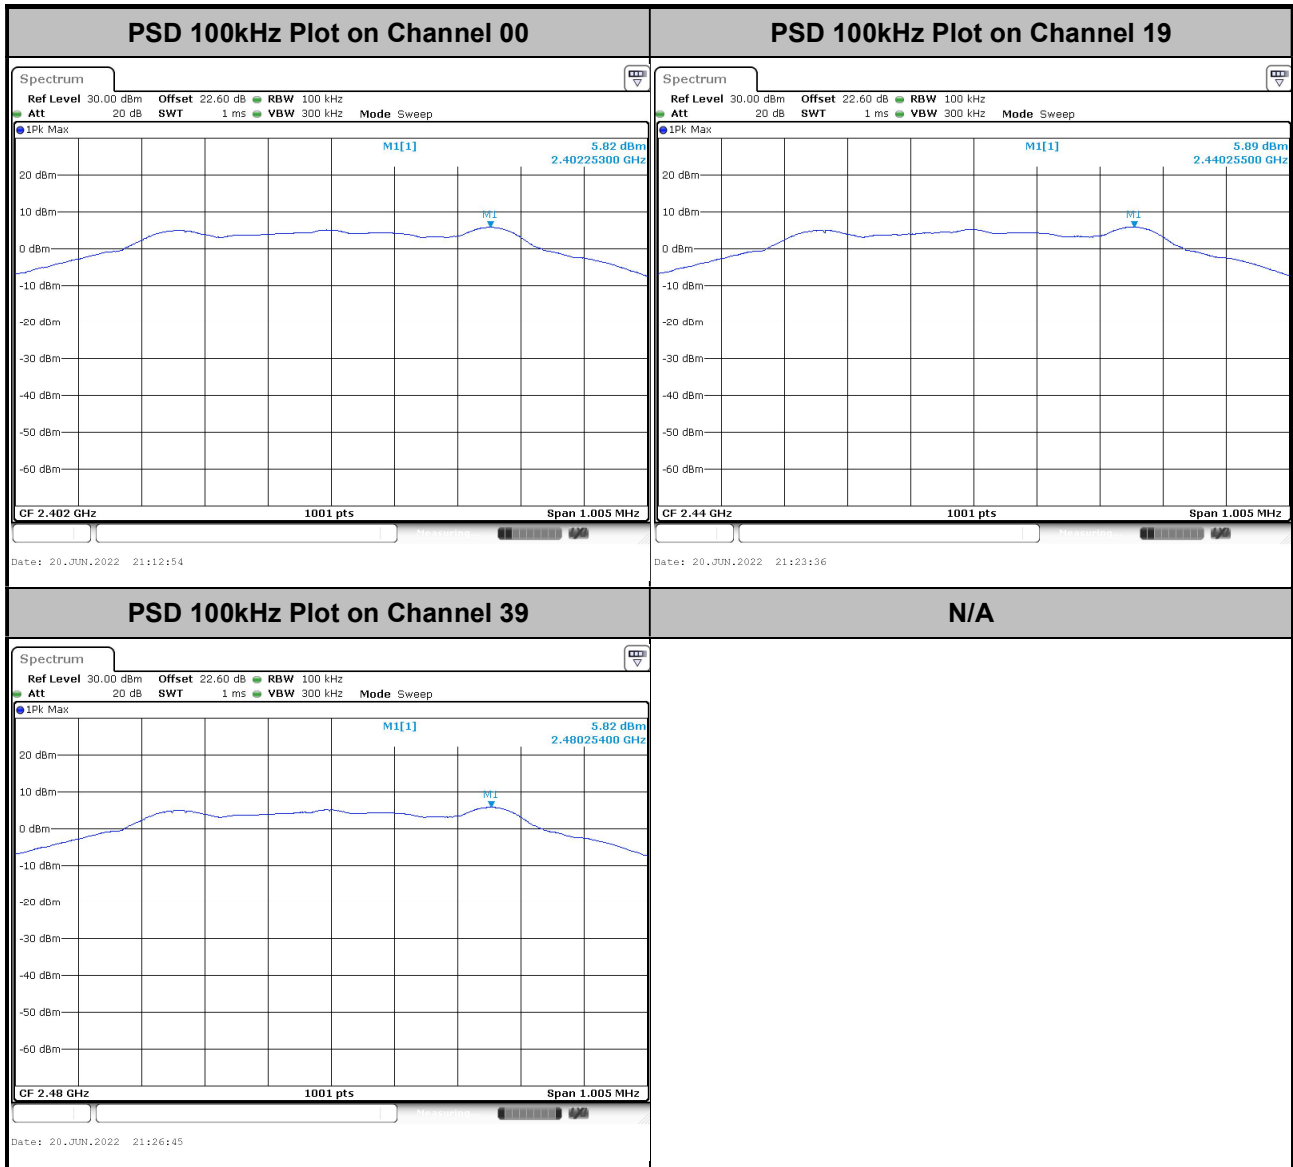 PSD 100kHz Plot on Channel 00
PSD 100kHz Plot on Channel 19
Spectrum
Ref Level 30.00 dBm Offset 22.60 dB RBW 100 kHz
Att 20 dB SWT 1 ms VBW 300 kHz Mode Sweep
1Pk Max
M1[1] 5.82 dBm
2.40225300 GHz
20 dBm
10 dBm
M1
0 dBm
-10 dBm
-20 dBm
-30 dBm
-40 dBm
-50 dBm
-60 dBm
CF 2.402 GHz 1001 pts Span 1.005 MHz
Measuring...
Date: 20.JUN.2022 21:12:54
Spectrum
Ref Level 30.00 dBm Offset 22.60 dB RBW 100 kHz
Att 20 dB SWT 1 ms VBW 300 kHz Mode Sweep
1Pk Max
M1[1] 5.89 dBm
2.44025500 GHz
20 dBm
10 dBm
M1
0 dBm
-10 dBm
-20 dBm
-30 dBm
-40 dBm
-50 dBm
-60 dBm
CF 2.44 GHz 1001 pts Span 1.005 MHz
Measuring...
Date: 20.JUN.2022 21:23:36
PSD 100kHz Plot on Channel 39
N/A
Spectrum
Ref Level 30.00 dBm Offset 22.60 dB RBW 100 kHz
Att 20 dB SWT 1 ms VBW 300 kHz Mode Sweep
1Pk Max
M1[1] 5.82 dBm
2.48025400 GHz
20 dBm
10 dBm
M1
0 dBm
-10 dBm
-20 dBm
-30 dBm
-40 dBm
-50 dBm
-60 dBm
CF 2.48 GHz 1001 pts Span 1.005 MHz
Measuring...
Date: 20.JUN.2022 21:26:45